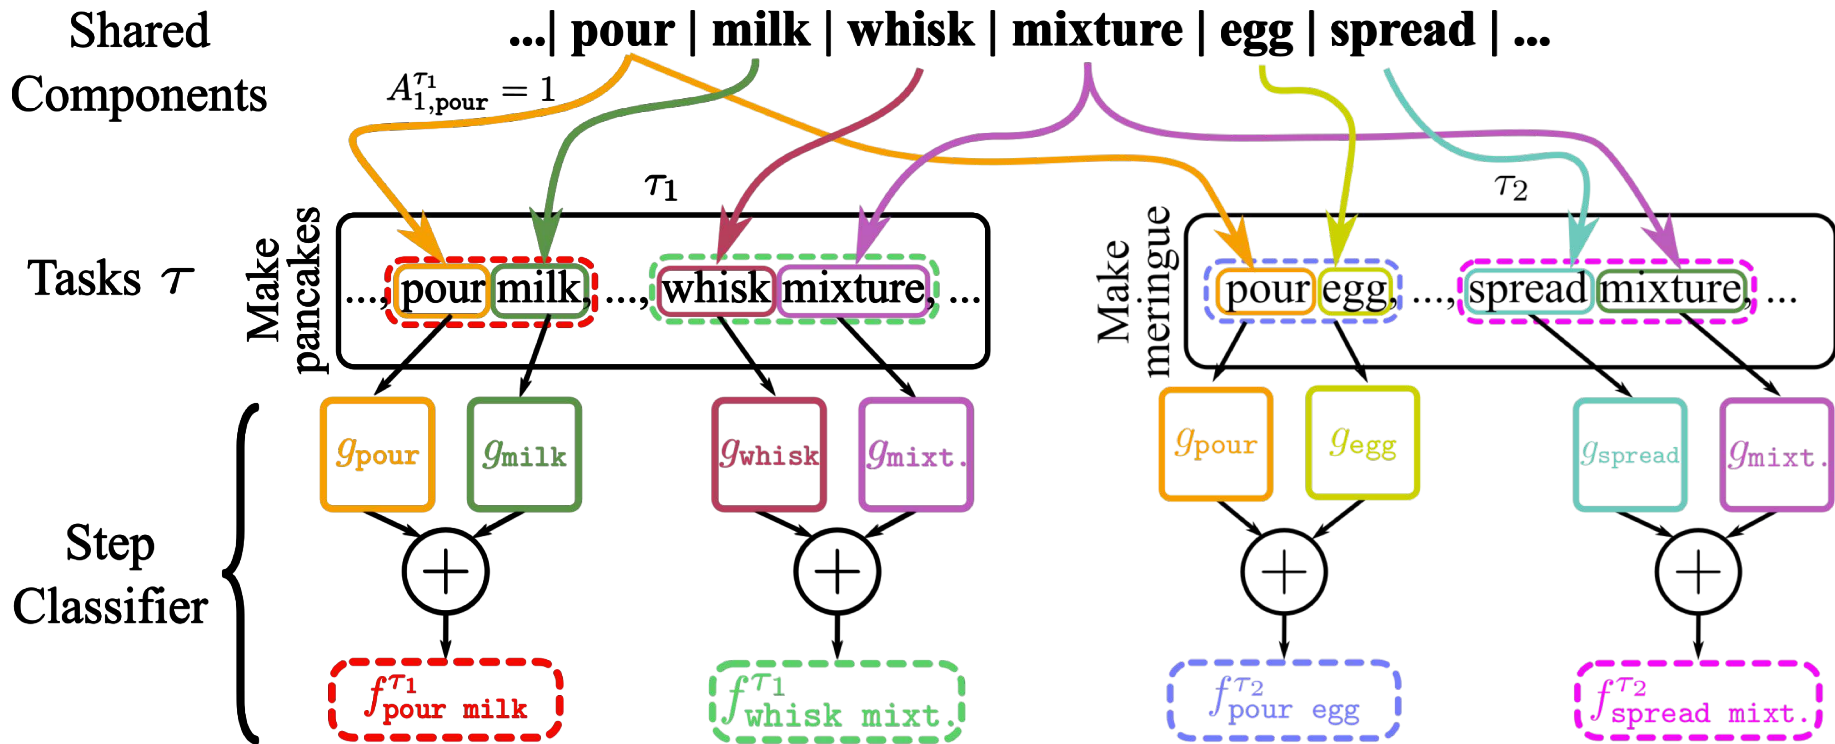 Shared
Components
...| pour | milk | whisk | mixture | egg | spread | ...
A^{τ1}_{1,pour} = 1
τ1
τ2
Tasks τ
Make
pancakes
..., pour milk, ..., whisk mixture, ...
Make
meringue
pour egg, ..., spread mixture, ...
g_pour g_milk g_whisk g_mixt. g_pour g_egg g_spread g_mixt.
Step
Classifier
+ + + +
f^{τ1}_{pour milk} f^{τ1}_{whisk mixt.} f^{τ2}_{pour egg} f^{τ2}_{spread mixt.}